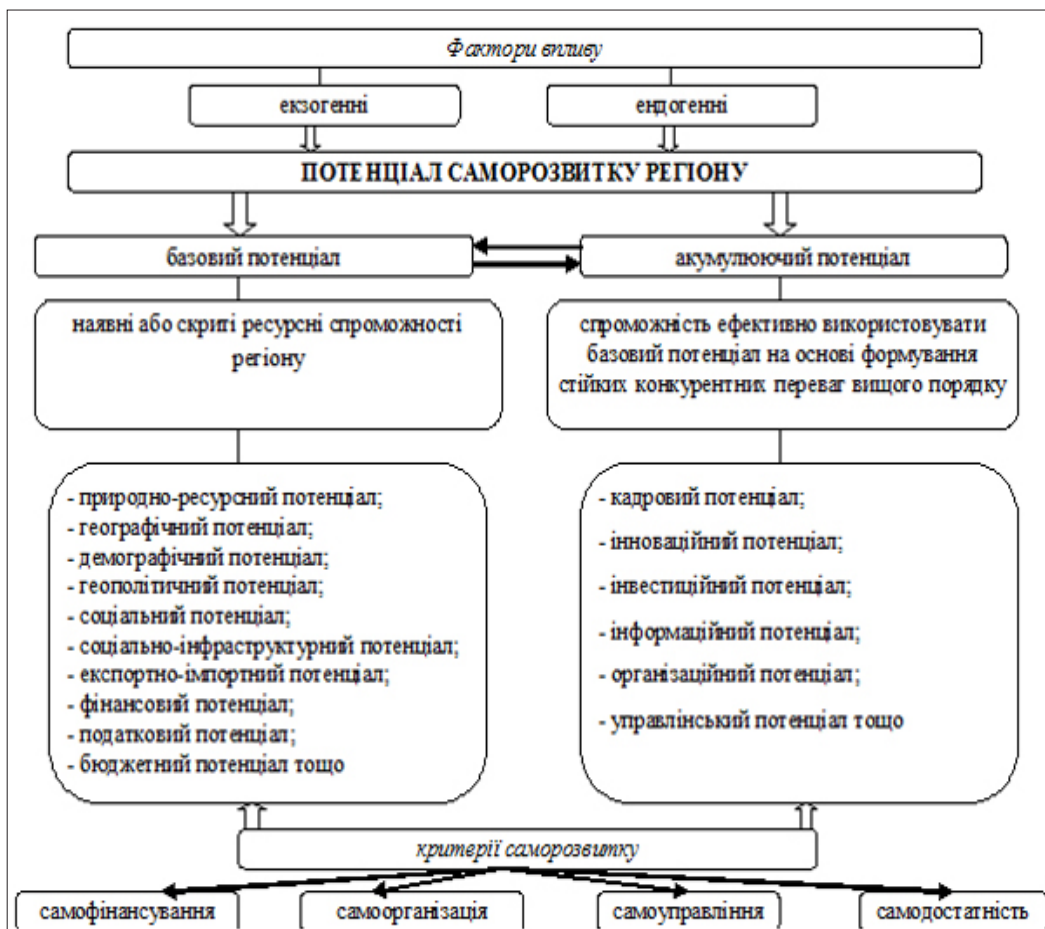 Фактори впливу
екзогенні
ендогенні
ПОТЕНЦІАЛ САМОРОЗВИТКУ РЕГІОНУ
базовий потенціал
акумулюючий потенціал
наявні або скриті ресурсні спроможності
регіону
спроможність ефективно використовувати
базовий потенціал на основі формування
стійких конкурентних переваг вищого порядку
- природно-ресурсний потенціал;
- географічний потенціал;
- демографічний потенціал;
- геополітичний потенціал;
- соціальний потенціал;
- соціально-інфраструктурний потенціал;
- експортно-імпортний потенціал;
- фінансовий потенціал;
- податковий потенціал;
- бюджетний потенціал тощо
- кадровий потенціал;
- інноваційний потенціал;
- інвестиційний потенціал;
- інформаційний потенціал;
- організаційний потенціал;
- управлінський потенціал тощо
критерії саморозвитку
самофінансування
самоорганізація
самоуправління
самодостатність